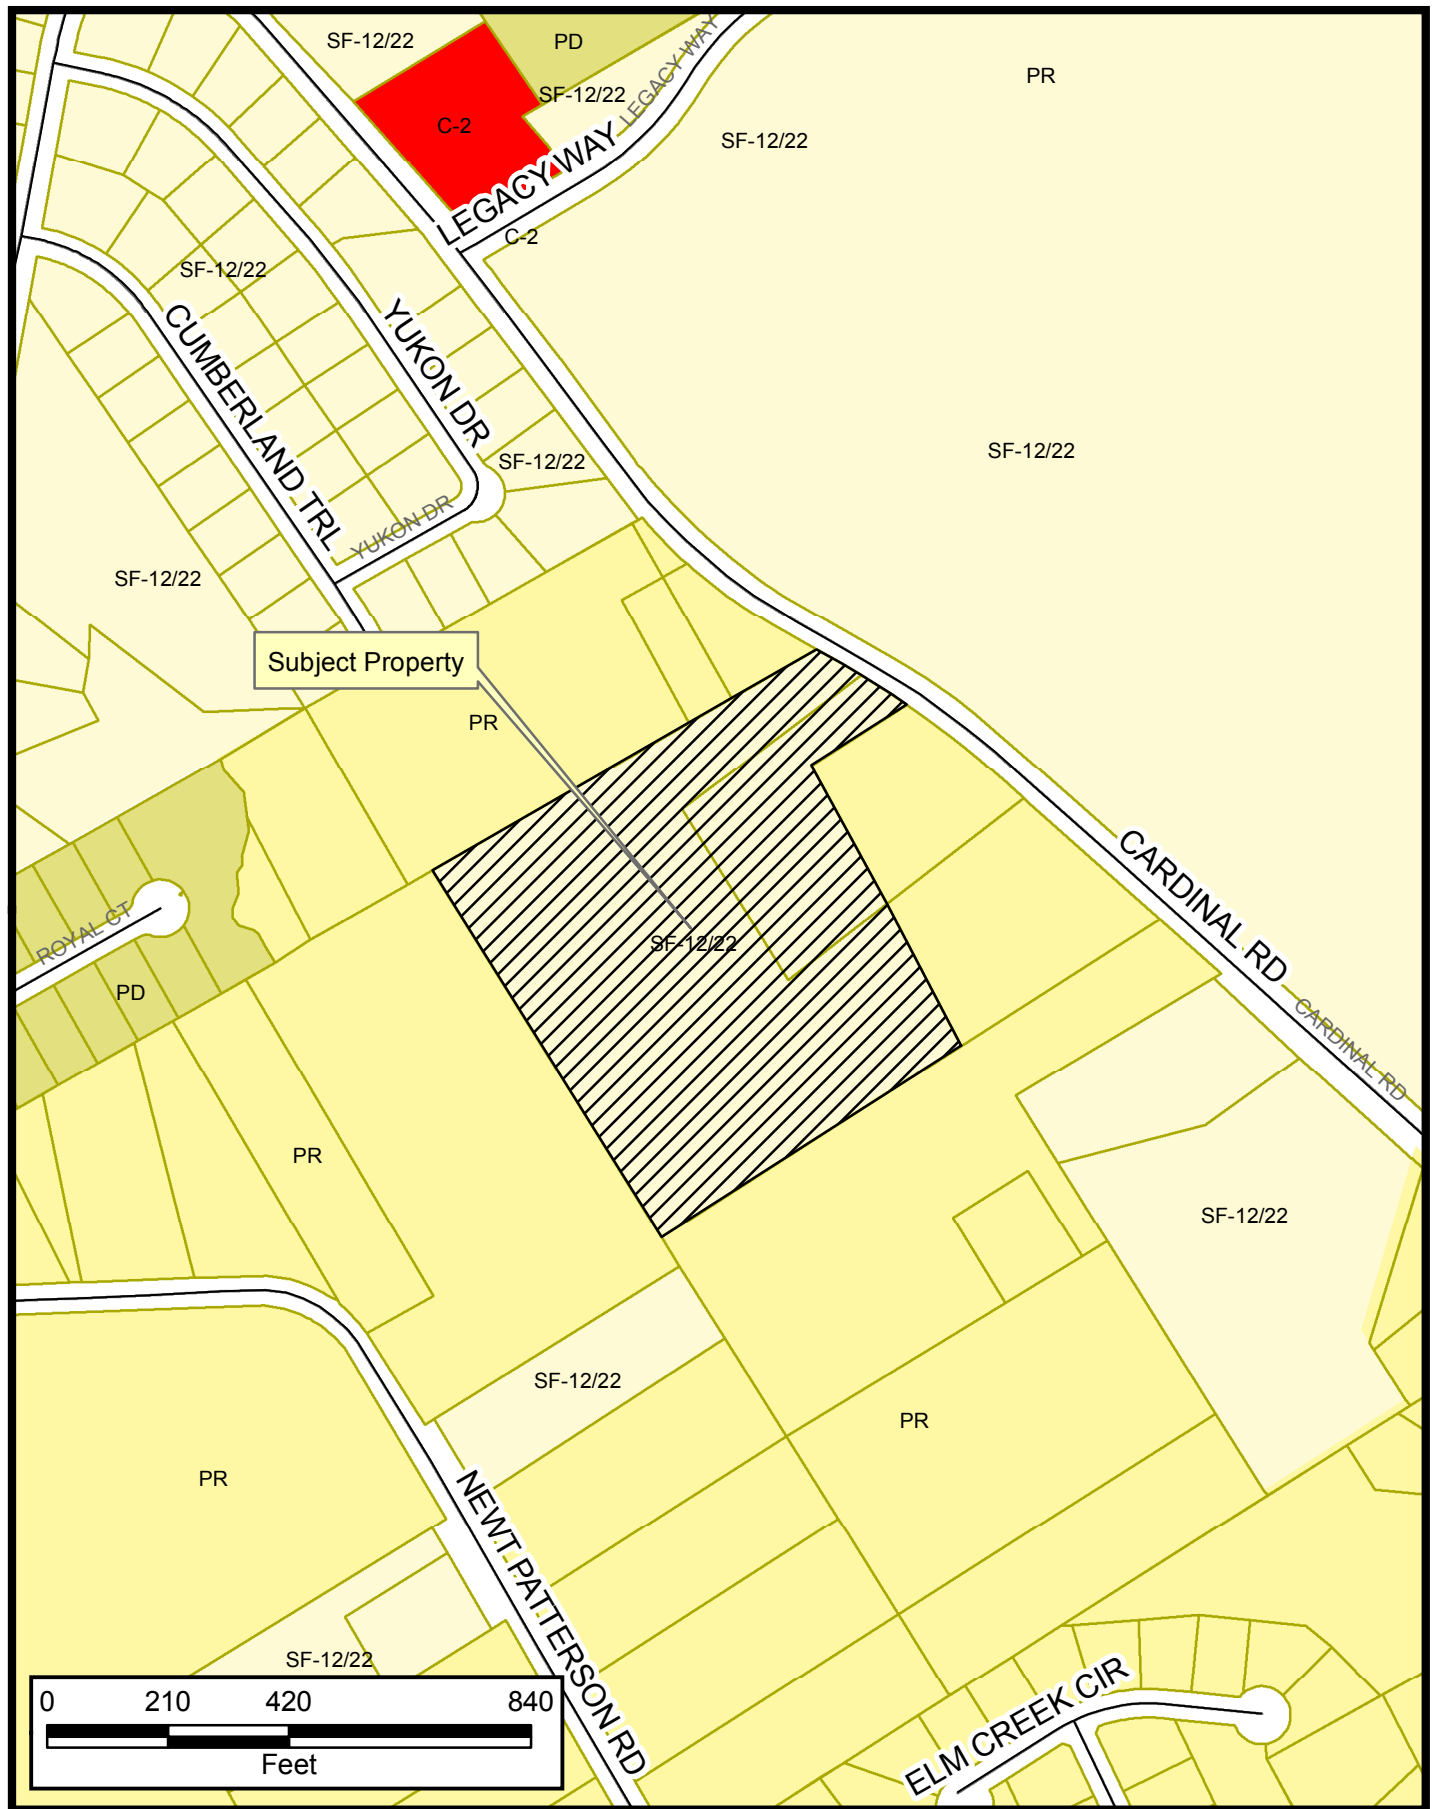 SF-12/22
PD
LEGACY WAY
PR
SF-12/22
C-2
SF-12/22
LEGACY WAY
C-2
SF-12/22
CUMBERLAND TRL
YUKON DR
SF-12/22
SF-12/22
YUKON DR
SF-12/22
Subject Property
PR
CARDINAL RD
ROYAL CT
SF-12/22
PD
CARDINAL RD
PR
SF-12/22
SF-12/22
PR
PR
NEWT PATTERSON RD
SF-12/22
ELM CREEK CIR
0 210 420 840
Feet